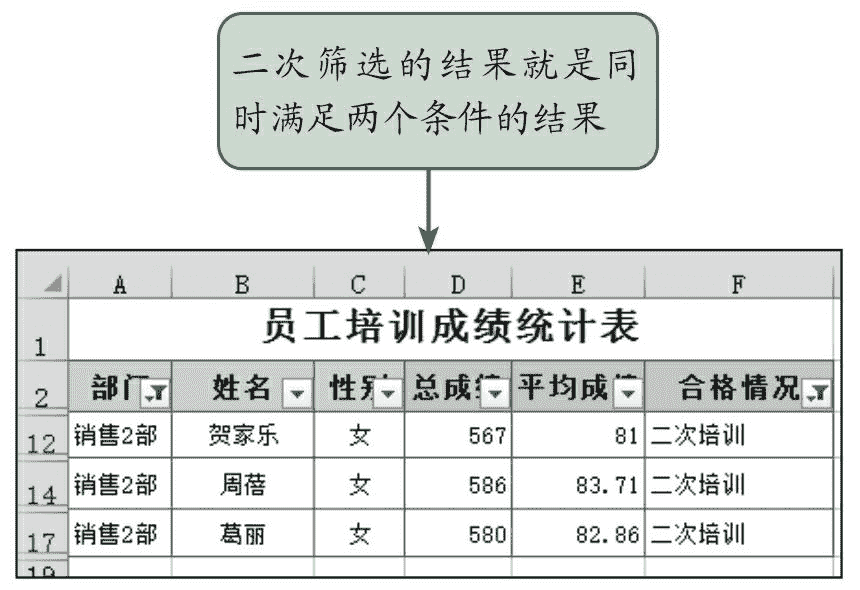 二次筛选的结果就是同
时满足两个条件的结果
A B C D E F
1 员工培训成绩统计表
2 部门 姓名 性别 总成绩 平均成绩 合格情况
12 销售2部 贺家乐 女 567 81 二次培训
14 销售2部 周蓓 女 586 83.71 二次培训
17 销售2部 葛丽 女 580 82.86 二次培训
19